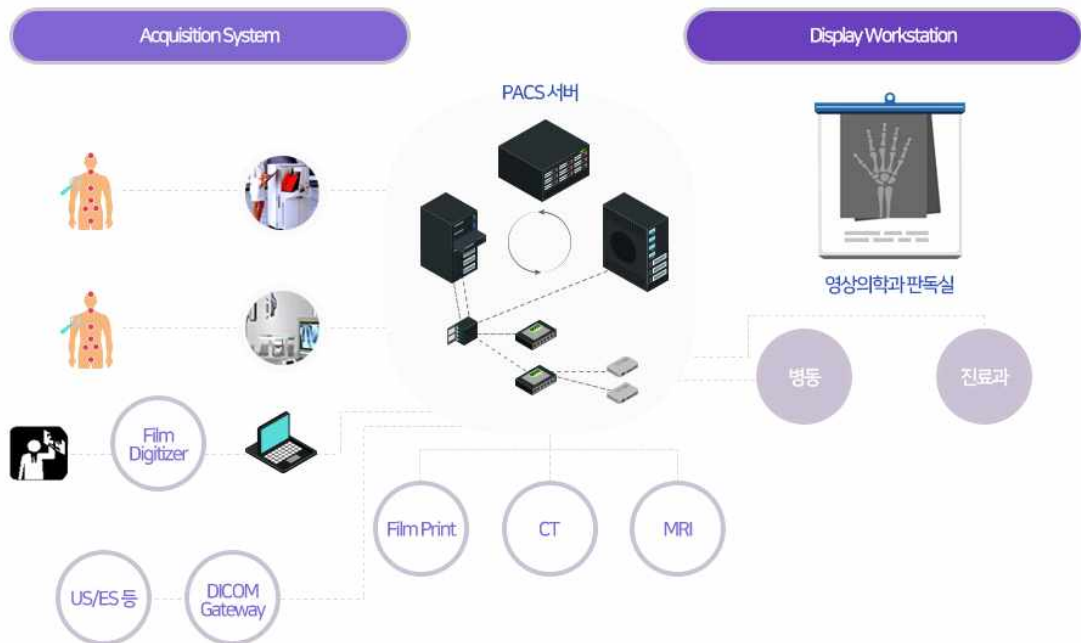 Acquisition System
Display Workstation
PACS 서버
영상의학과 판독실
병동
진료과
Film
Digitizer
Film Print
CT
MRI
US/ES 등
DICOM
Gateway